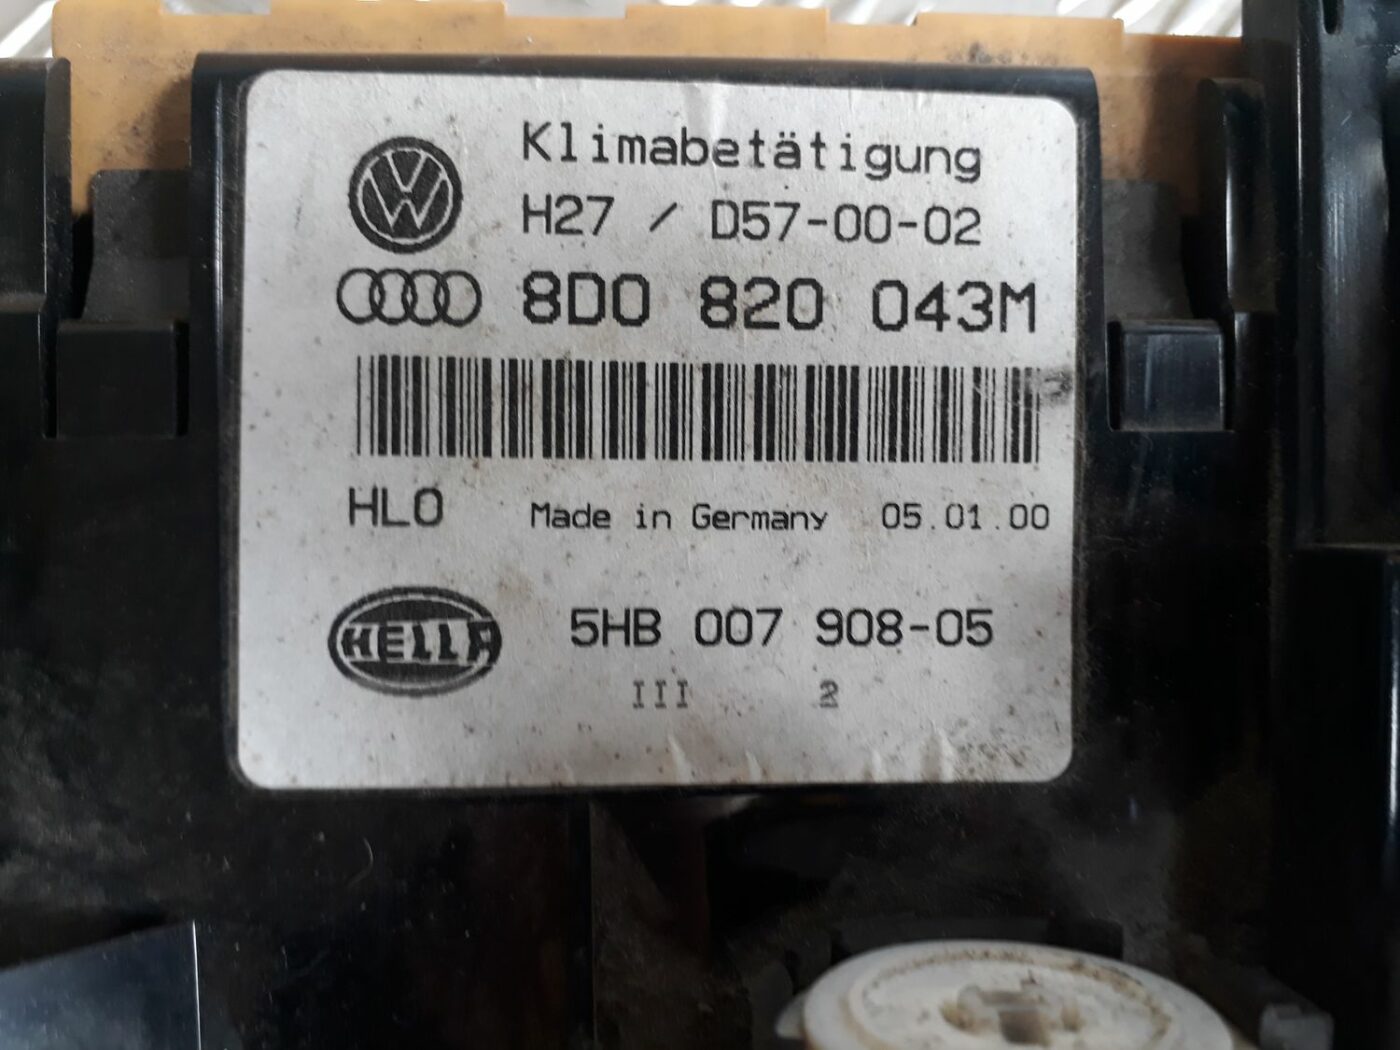 Klimabetätigung
H27 / D57-00-02
8D0 820 043M
HLO Made in Germany 05.01.00
HELLA 5HB 007 908-05
III 2